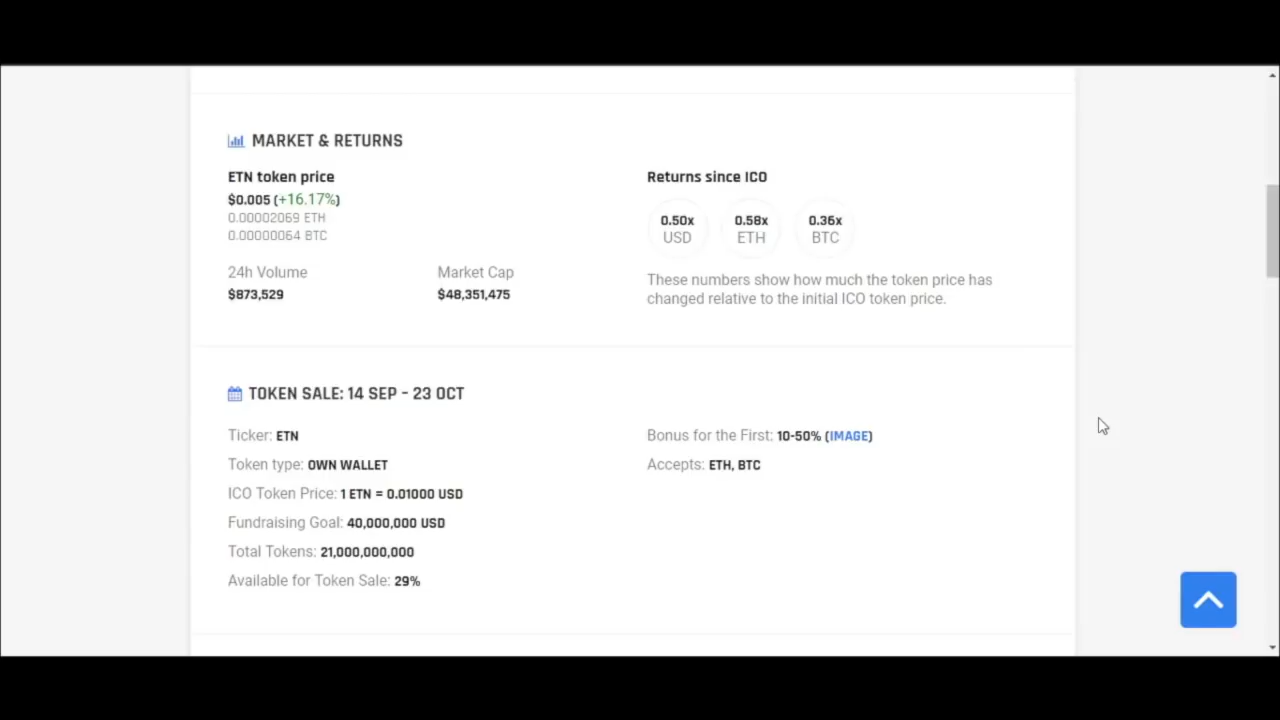 MARKET & RETURNS
ETN token price
$0.005 (+16.17%)
0.00002069 ETH
0.00000064 BTC
24h Volume
$873,529
Market Cap
$48,351,475
Returns since ICO
0.50x
USD
0.58x
ETH
0.36x
BTC
These numbers show how much the token price has
changed relative to the initial ICO token price.
TOKEN SALE: 14 SEP – 23 OCT
Ticker: ETN
Token type: OWN WALLET
ICO Token Price: 1 ETN = 0.01000 USD
Fundraising Goal: 40,000,000 USD
Total Tokens: 21,000,000,000
Available for Token Sale: 29%
Bonus for the First: 10-50% (IMAGE)
Accepts: ETH, BTC